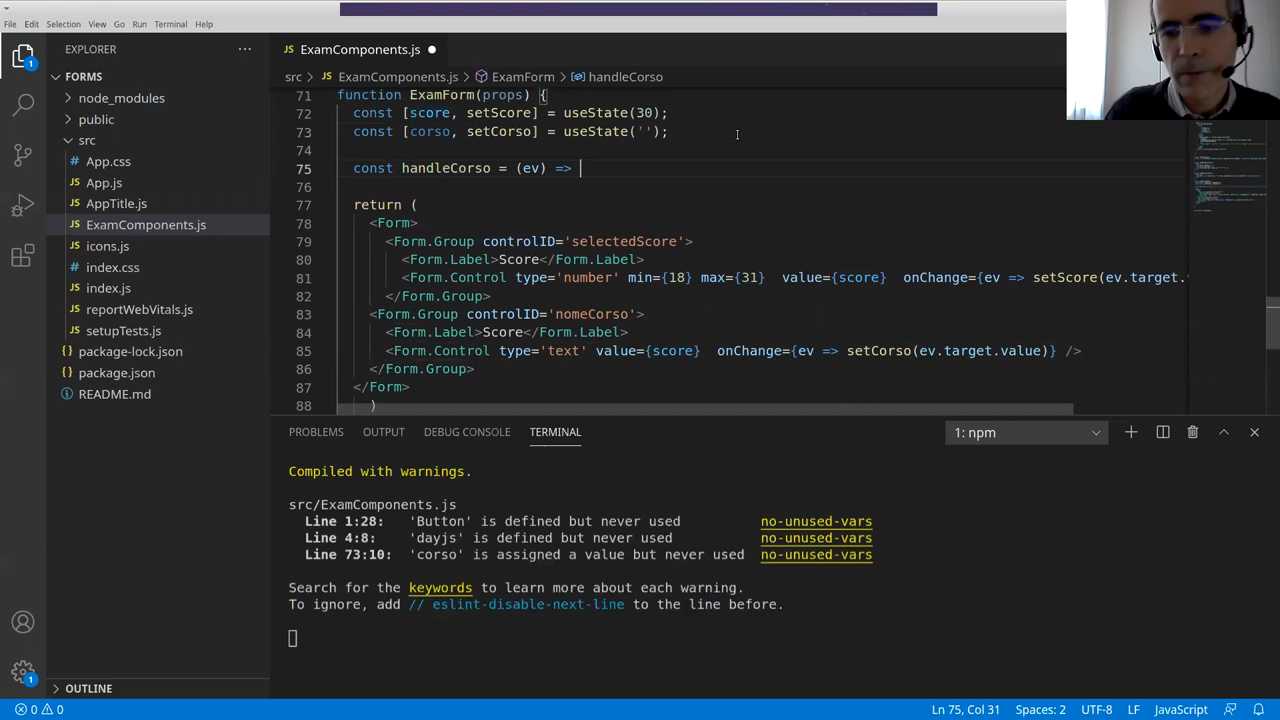 File Edit Selection View Go Run Terminal Help
EXPLORER
ExamComponents.js
FORMS
src > ExamComponents.js > ExamForm > handleCorso
node_modules
public
src
App.css
App.js
AppTitle.js
ExamComponents.js
icons.js
index.css
index.js
reportWebVitals.js
setupTests.js
package-lock.json
package.json
README.md
71 function ExamForm(props) {
72 const [score, setScore] = useState(30);
73 const [corso, setCorso] = useState('');
74
75 const handleCorso = (ev) =>
76
77 return (
78 <Form>
79 <Form.Group controlID='selectedScore'>
80 <Form.Label>Score</Form.Label>
81 <Form.Control type='number' min={18} max={31} value={score} onChange={ev => setScore(ev.target.
82 </Form.Group>
83 <Form.Group controlID='nomeCorso'>
84 <Form.Label>Score</Form.Label>
85 <Form.Control type='text' value={score} onChange={ev => setCorso(ev.target.value)} />
86 </Form.Group>
87 </Form>
88 )
PROBLEMS OUTPUT DEBUG CONSOLE TERMINAL 1: npm
Compiled with warnings.
src/ExamComponents.js
Line 1:28: 'Button' is defined but never used no-unused-vars
Line 4:8: 'dayjs' is defined but never used no-unused-vars
Line 73:10: 'corso' is assigned a value but never used no-unused-vars
Search for the keywords to learn more about each warning.
To ignore, add // eslint-disable-next-line to the line before.
OUTLINE
0 0 Ln 75, Col 31 Spaces: 2 UTF-8 LF JavaScript